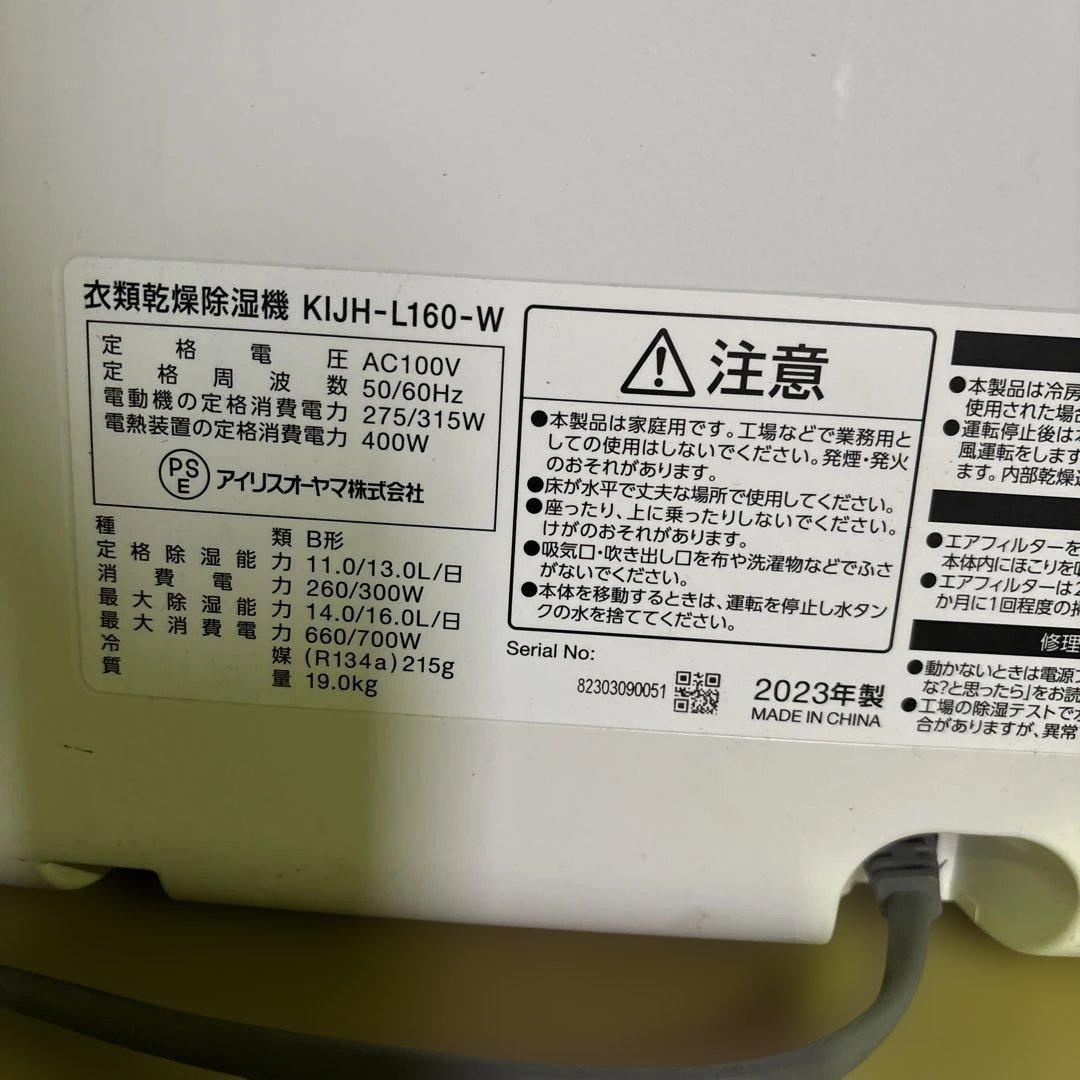 衣類乾燥除湿機 KIJH-L160-W
定格電圧 AC100V
定格周波数 50/60Hz
電動機の定格消費電力 275/315W
電熱装置の定格消費電力 400W
PS
E
アイリスオーヤマ株式会社
種類 B形
定格除湿能力 11.0/13.0L/日
消費電力 260/300W
最大除湿能力 14.0/16.0L/日
最大消費電力 660/700W
冷媒 (R134a) 215g
質量 19.0kg
注意
●本製品は家庭用です。工場などで業務用と
しての使用はしないでください。発煙・発火
のおそれがあります。
●床が水平で丈夫な場所で使用してください。
●座ったり、上に乗ったりしないでください。
けがのおそれがあります。
●吸気口・吹き出し口を布や洗濯物などでふさ
がないでください。
●本体を移動するときは、運転を停止し水タン
クの水を捨ててください。
Serial No:
82303090051
2023年製
MADE IN CHINA
●本製品は冷房
使用された場合
●運転停止後は
風運転をします
ます。内部乾燥
●エアフィルターを
本体内にほこりを
●エアフィルターは2
か月に1回程度の
修理
●動かないときは電源
な?と思ったら」をお読
●工場の除湿テストで
合がありますが、異常